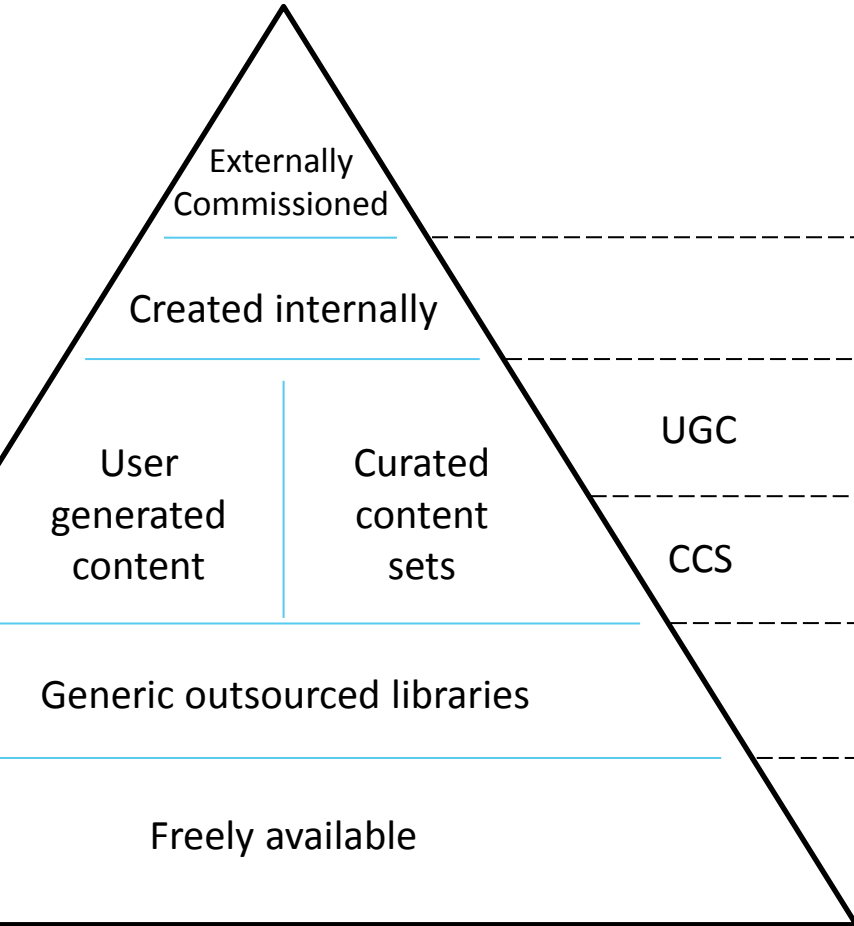 Externally
Commissioned
Created internally
User
generated
content
Curated
content
sets
UGC
CCS
Generic outsourced libraries
Freely available